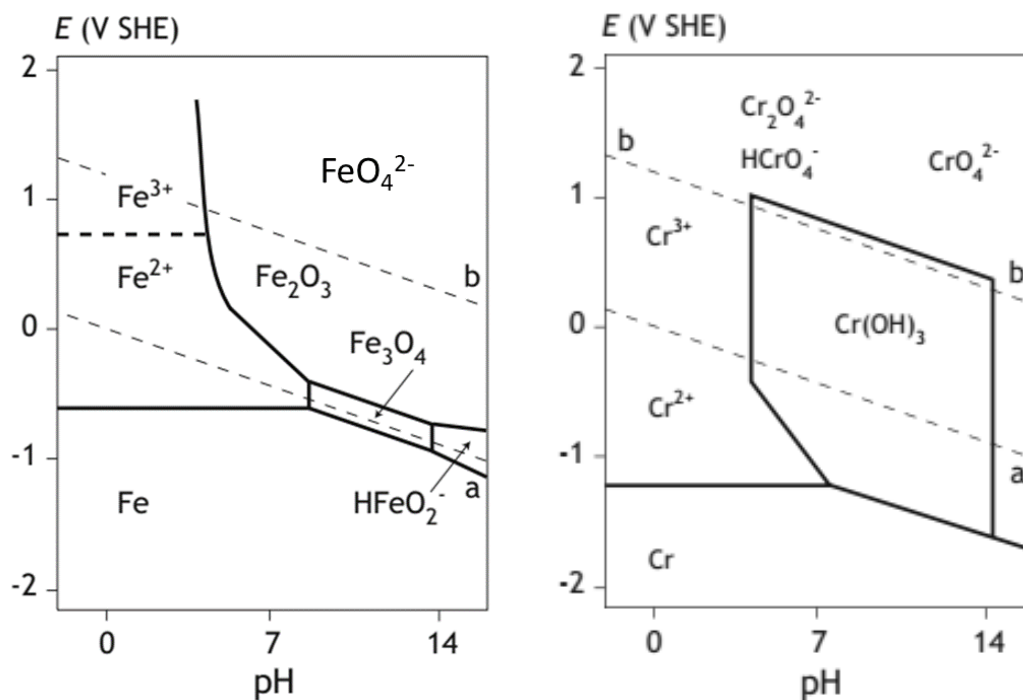 E (V SHE)
2
1
0
-1
-2
FeO₄²⁻
Fe³⁺
Fe²⁺
Fe₂O₃
b
Fe₃O₄
Fe
HFeO₂⁻
a
0 7 14
pH
E (V SHE)
2
1
0
-1
-2
Cr₂O₄²⁻
b
HCrO₄⁻
CrO₄²⁻
Cr³⁺
b
Cr(OH)₃
Cr²⁺
a
Cr
0 7 14
pH